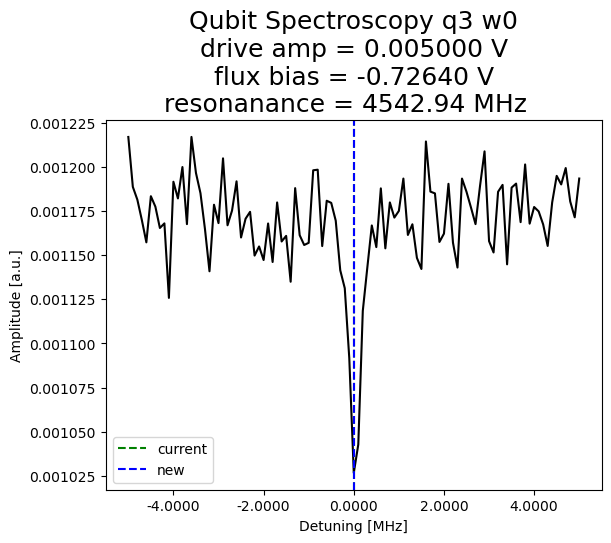 Qubit Spectroscopy q3 w0
drive amp = 0.005000 V
flux bias = -0.72640 V
resonanance = 4542.94 MHz
0.001225
0.001200
0.001175
0.001150
0.001125
0.001100
0.001075
0.001050
0.001025
Amplitude [a.u.]
current
new
-4.0000 -2.0000 0.0000 2.0000 4.0000
Detuning [MHz]